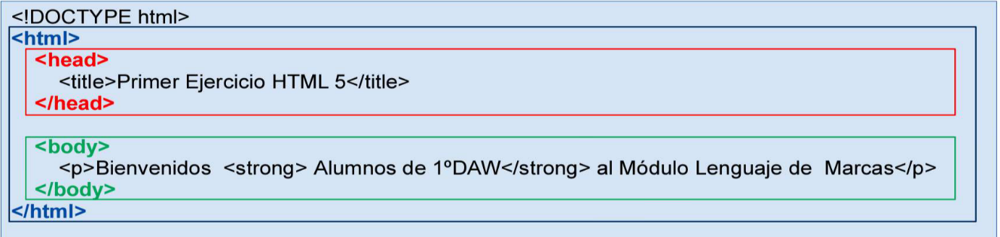 <!DOCTYPE html>
<html>
<head>
<title>Primer Ejercicio HTML 5</title>
</head>
<body>
<p>Bienvenidos  <strong> Alumnos de 1ºDAW</strong> al Módulo Lenguaje de  Marcas</p>
</body>
</html>